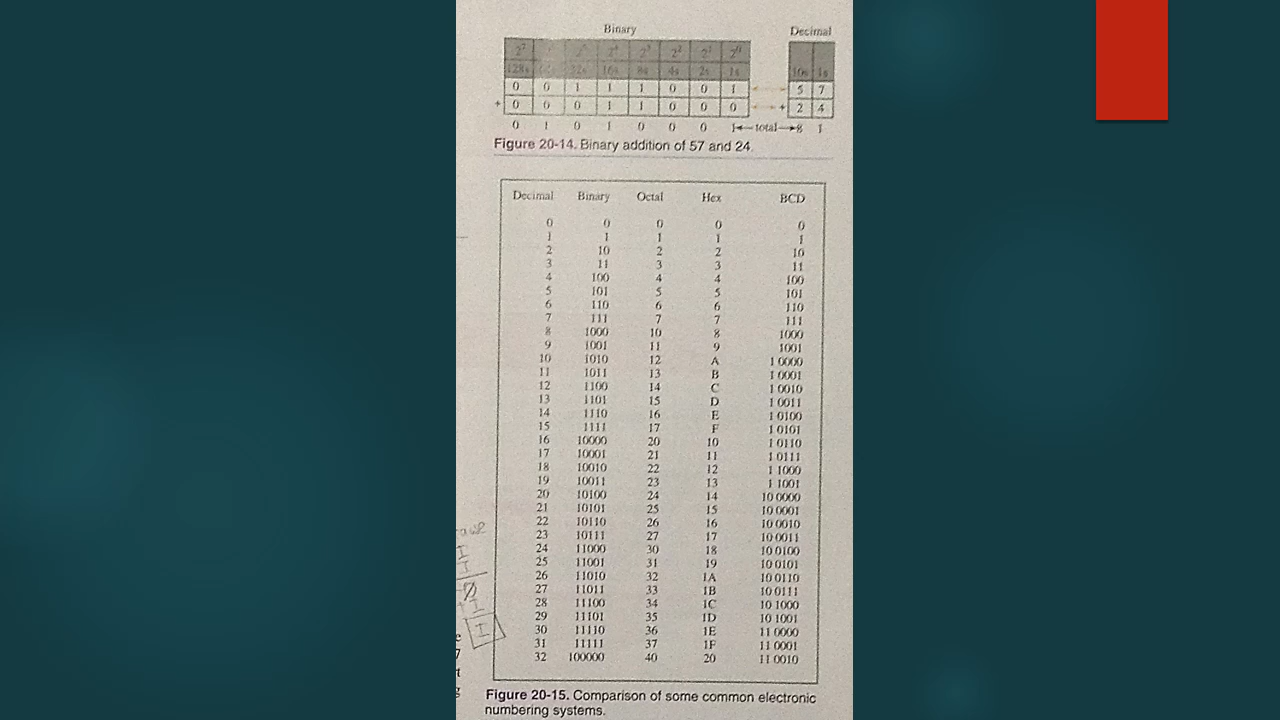 Binary Decimal
2⁷ 2⁴ 2³ 2² 2¹ 2⁰
128s 32s 16s 8s 4s 2s 1s 10s 1s
0 0 1 1 1 0 0 1 5 7
+ 0 0 0 1 1 0 0 0 + 2 4
0 1 0 1 0 0 0 1 total 8 1
Figure 20-14. Binary addition of 57 and 24.
Decimal Binary Octal Hex BCD
0 0 0 0 0
1 1 1 1 1
2 10 2 2 10
3 11 3 3 11
4 100 4 4 100
5 101 5 5 101
6 110 6 6 110
7 111 7 7 111
8 1000 10 8 1000
9 1001 11 9 1001
10 1010 12 A 1 0000
11 1011 13 B 1 0001
12 1100 14 C 1 0010
13 1101 15 D 1 0011
14 1110 16 E 1 0100
15 1111 17 F 1 0101
16 10000 20 10 1 0110
17 10001 21 11 1 0111
18 10010 22 12 1 1000
19 10011 23 13 1 1001
20 10100 24 14 10 0000
21 10101 25 15 10 0001
22 10110 26 16 10 0010
23 10111 27 17 10 0011
24 11000 30 18 10 0100
25 11001 31 19 10 0101
26 11010 32 1A 10 0110
27 11011 33 1B 10 0111
28 11100 34 1C 10 1000
29 11101 35 1D 10 1001
30 11110 36 1E 11 0000
31 11111 37 1F 11 0001
32 100000 40 20 11 0010
Figure 20-15. Comparison of some common electronic
numbering systems.